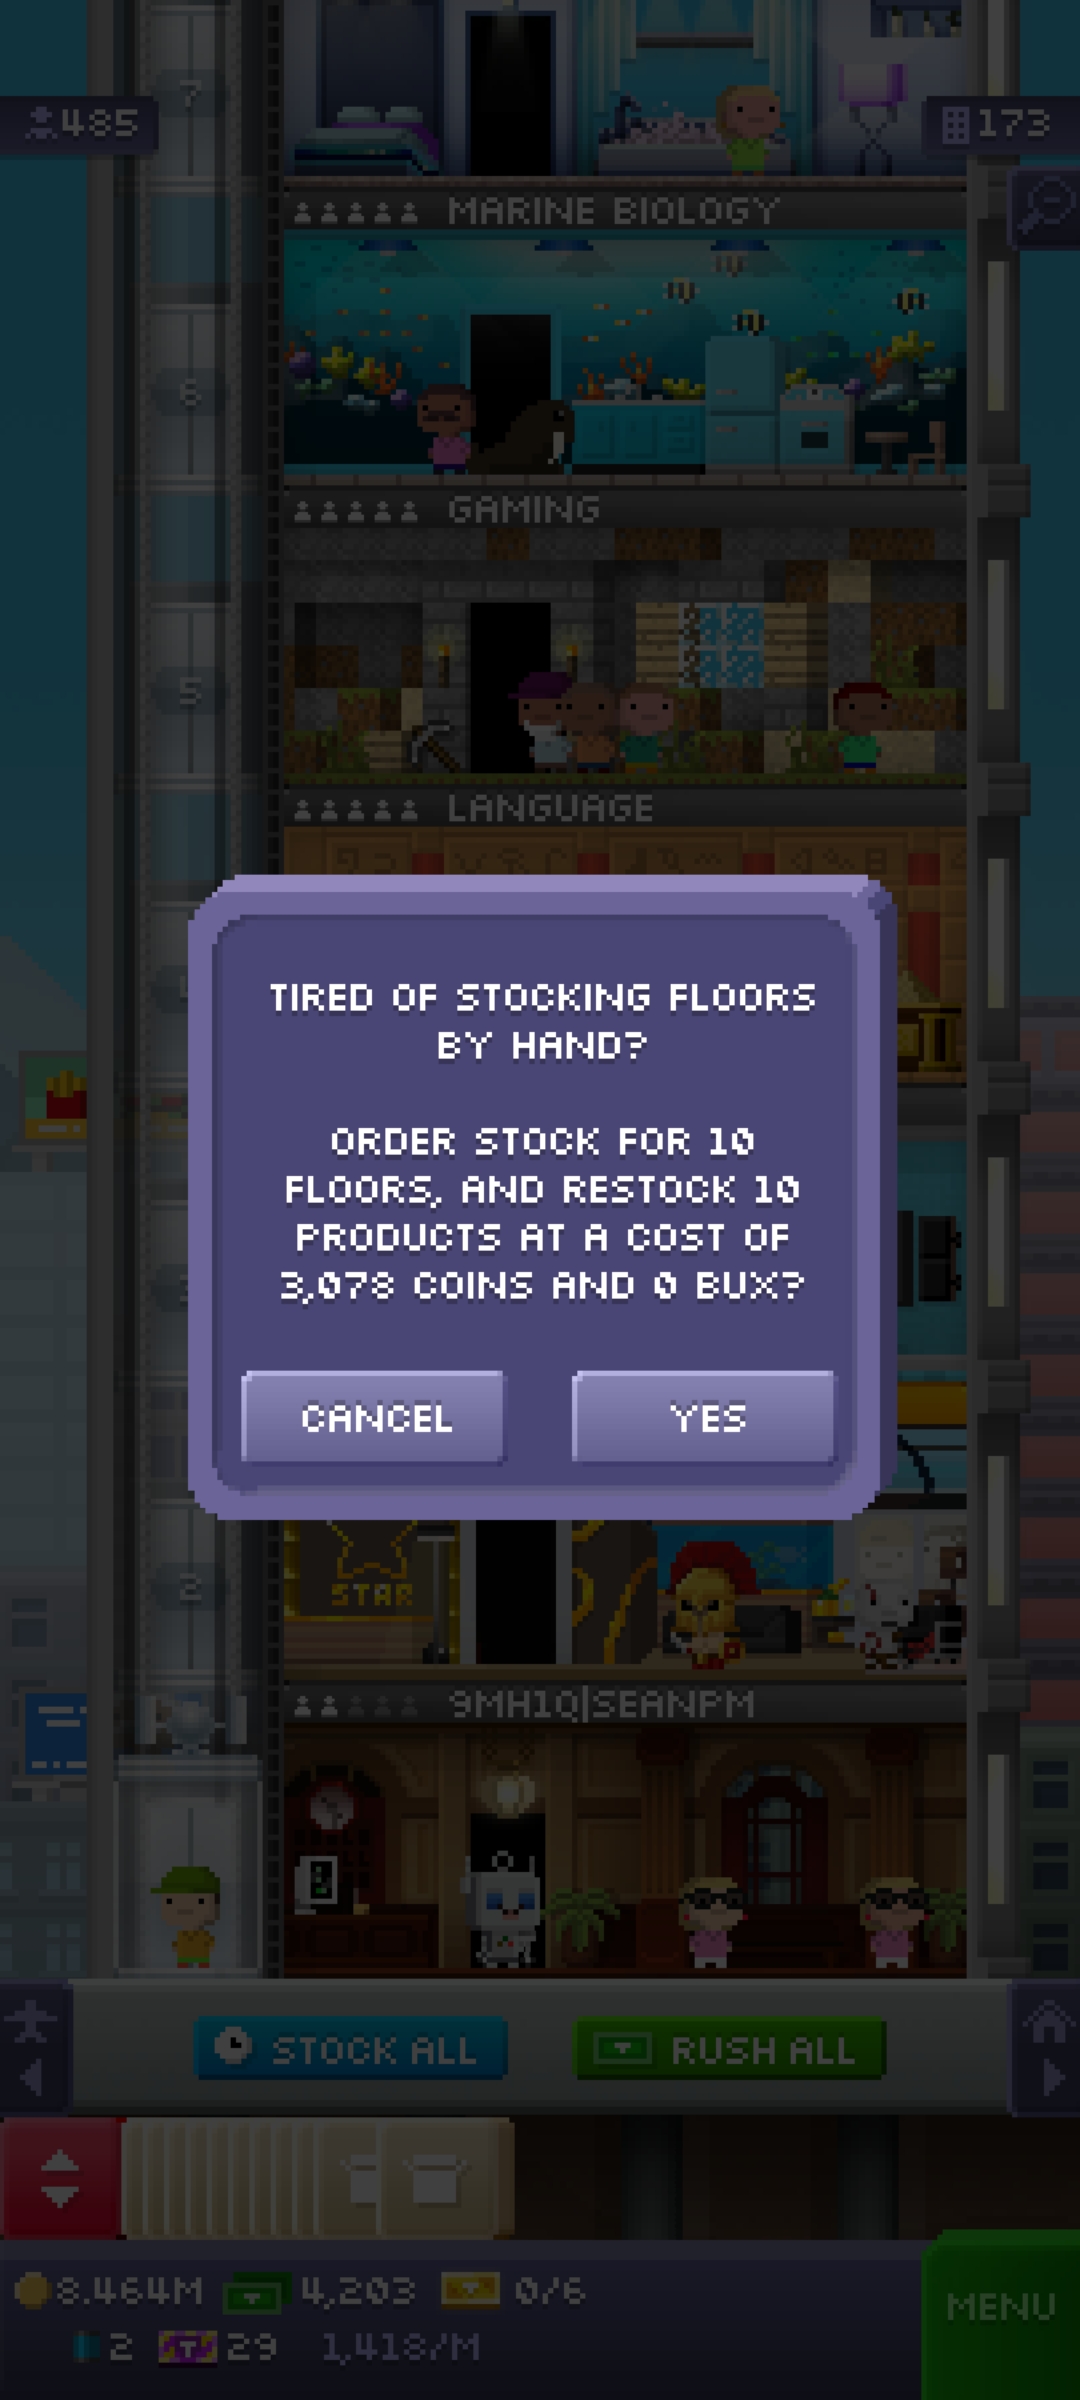 7
485
173
MARINE BIOLOGY
6
GAMING
5
LANGUAGE
TIRED OF STOCKING FLOORS
BY HAND?
ORDER STOCK FOR 10
FLOORS, AND RESTOCK 10
PRODUCTS AT A COST OF
3,078 COINS AND 0 BUX?
CANCEL
YES
STAR
2
9MH1Q|SEANPM
STOCK ALL
RUSH ALL
8.464M
4,203
0/6
MENU
2
29
1,418/M